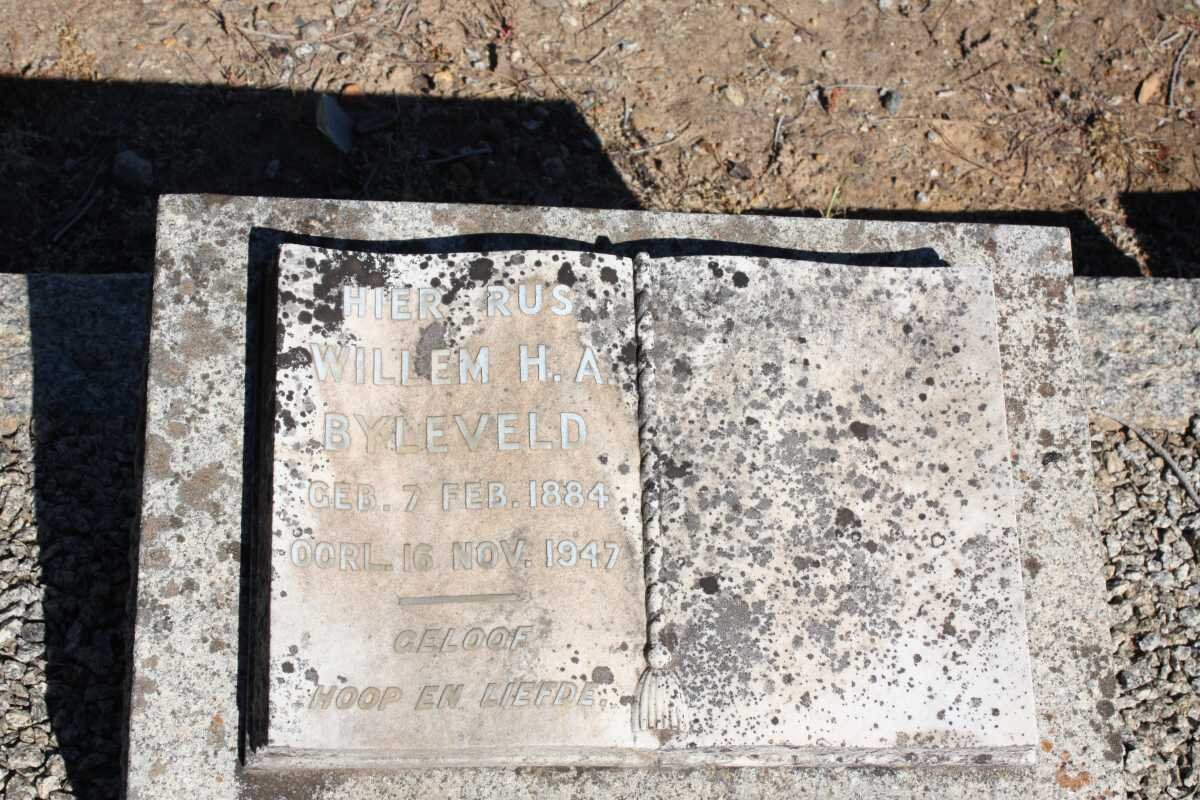 HIER RUS
WILLEM H.A.
BYLEVELD
GEB. 7 FEB. 1884
OORL. 16 NOV. 1947
GELOOF
HOOP EN LIEFDE.